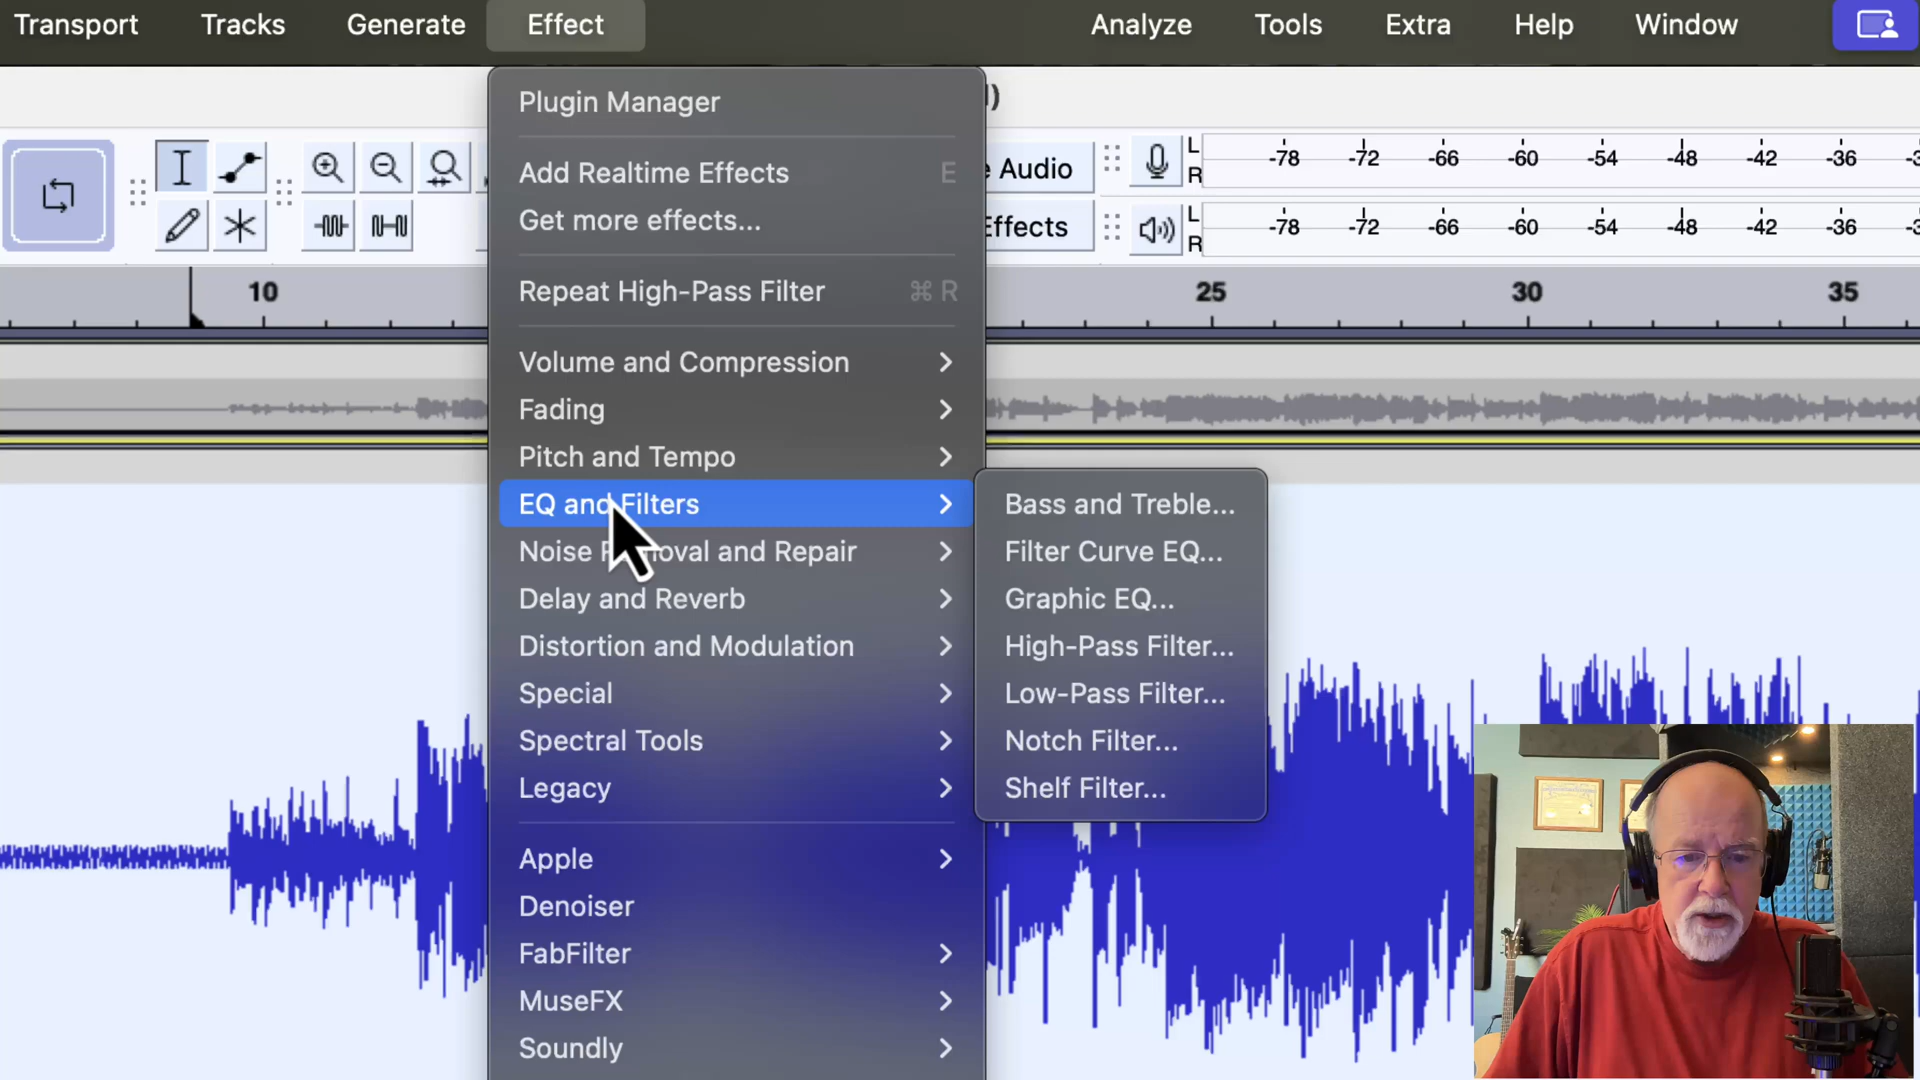 Transport Tracks Generate Effect Analyze Tools Extra Help Window
Plugin Manager
Add Realtime Effects E
Get more effects...
Repeat High-Pass Filter ⌘ R
Volume and Compression
Fading
Pitch and Tempo
EQ and Filters
Noise Removal and Repair
Delay and Reverb
Distortion and Modulation
Special
Spectral Tools
Legacy
Apple
Denoiser
FabFilter
MuseFX
Soundly
Bass and Treble...
Filter Curve EQ...
Graphic EQ...
High-Pass Filter...
Low-Pass Filter...
Notch Filter...
Shelf Filter...
)
Audio
Effects
L
R
-78 -72 -66 -60 -54 -48 -42 -36
L
R
-78 -72 -66 -60 -54 -48 -42 -36
10 25 30 35